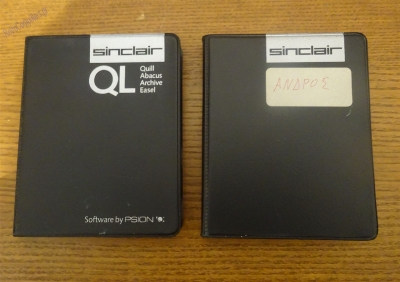 sinclair
QL
Quill
Abacus
Archive
Easel
Software by PSION
sinclair
ΑΝΔΡΟΣ